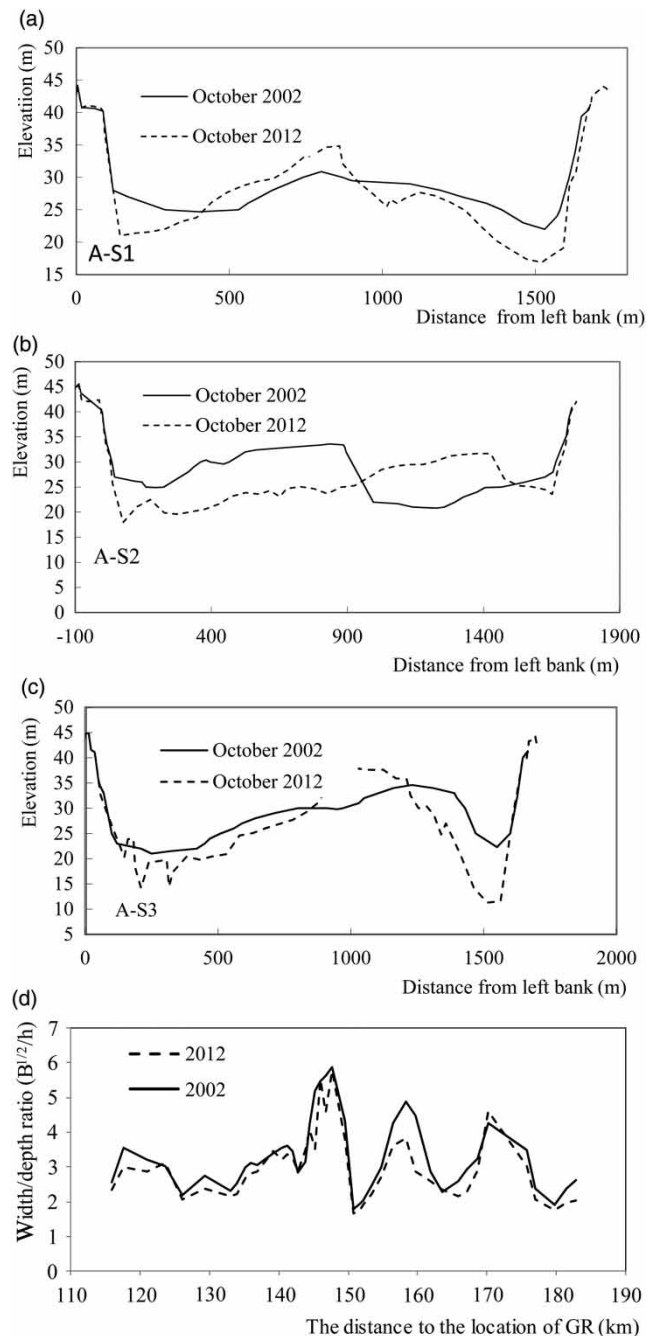 (a)
50
45
40
35
30
25
20
15
Elevatiion (m)
October 2002
October 2012
A-S1
0
500
1000
1500
Distance from left bank (m)
(b)
50
45
40
35
30
25
20
15
10
5
0
Elevation (m)
October 2002
October 2012
A-S2
-100
400
900
1400
1900
Distance from left bank (m)
(c)
50
45
40
35
30
25
20
15
10
5
Elevation (m)
October 2002
October 2012
A-S3
0
500
1000
1500
2000
Distance from left bank (m)
(d)
7
6
5
4
3
2
1
0
Width/depth ratio (B^1/2/h)
2012
2002
110
120
130
140
150
160
170
180
190
The distance to the location of GR (km)